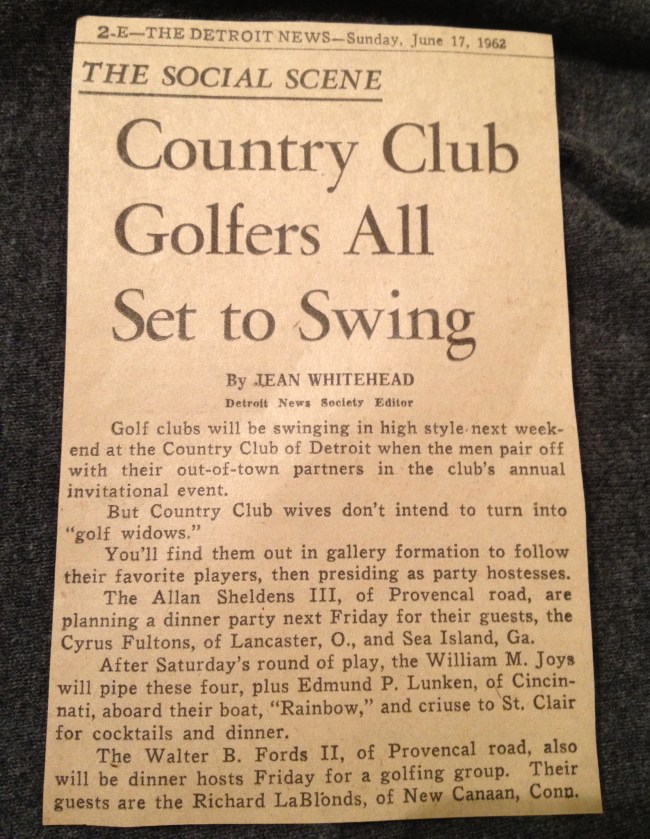 2-E—THE DETROIT NEWS—Sunday, June 17, 1962
THE SOCIAL SCENE
Country Club
Golfers All
Set to Swing
By JEAN WHITEHEAD
Detroit News Society Editor
Golf clubs will be swinging in high style next week-
end at the Country Club of Detroit when the men pair off
with their out-of-town partners in the club's annual
invitational event.
But Country Club wives don't intend to turn into
"golf widows."
You'll find them out in gallery formation to follow
their favorite players, then presiding as party hostesses.
The Allan Sheldens III, of Provencal road, are
planning a dinner party next Friday for their guests, the
Cyrus Fultons, of Lancaster, O., and Sea Island, Ga.
After Saturday's round of play, the William M. Joys
will pipe these four, plus Edmund P. Lunken, of Cincin-
nati, aboard their boat, "Rainbow," and criuse to St. Clair
for cocktails and dinner.
The Walter B. Fords II, of Provencal road, also
will be dinner hosts Friday for a golfing group. Their
guests are the Richard LaBlonds, of New Canaan, Conn.